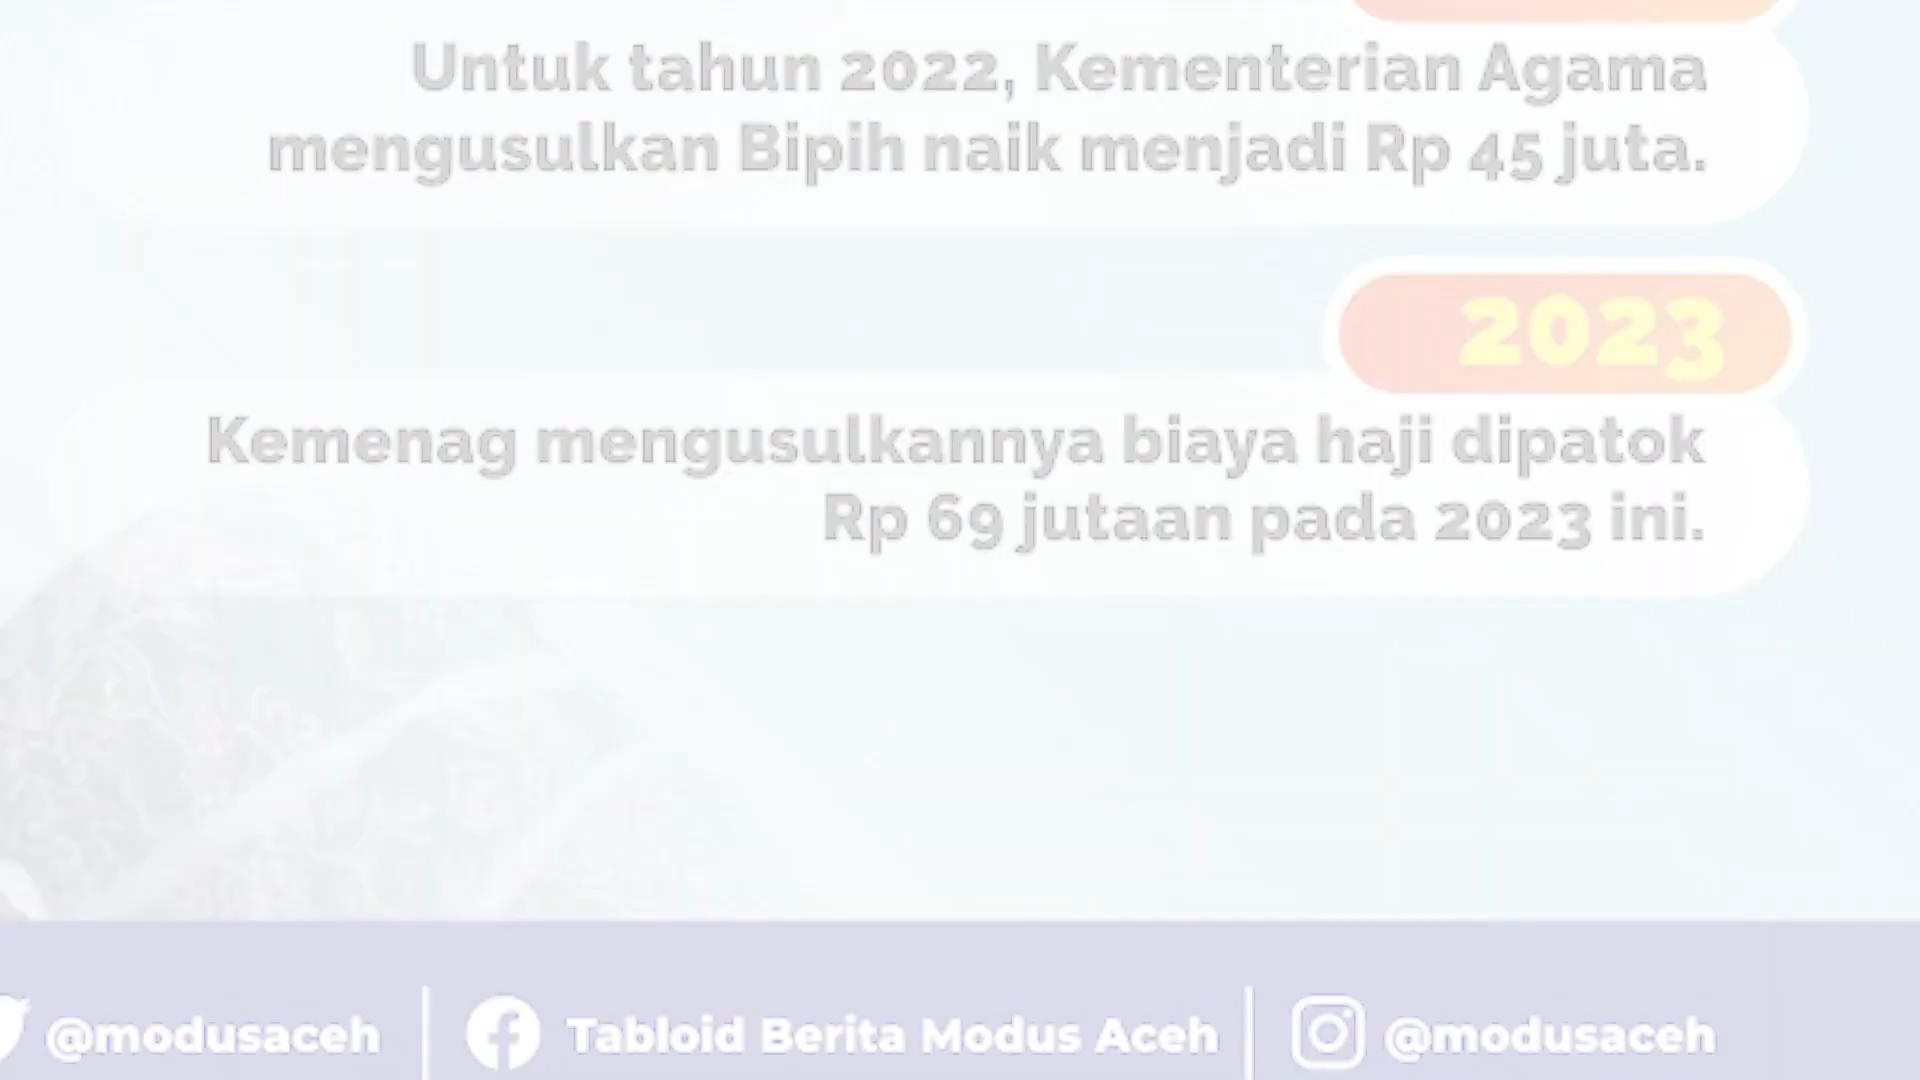 Untuk tahun 2022, Kementerian Agama
mengusulkan Bipih naik menjadi Rp 45 juta.
2023
Kemenag mengusulkannya biaya haji dipatok
Rp 69 jutaan pada 2023 ini.
@modusaceh
Tabloid Berita Modus Aceh
@modusaceh